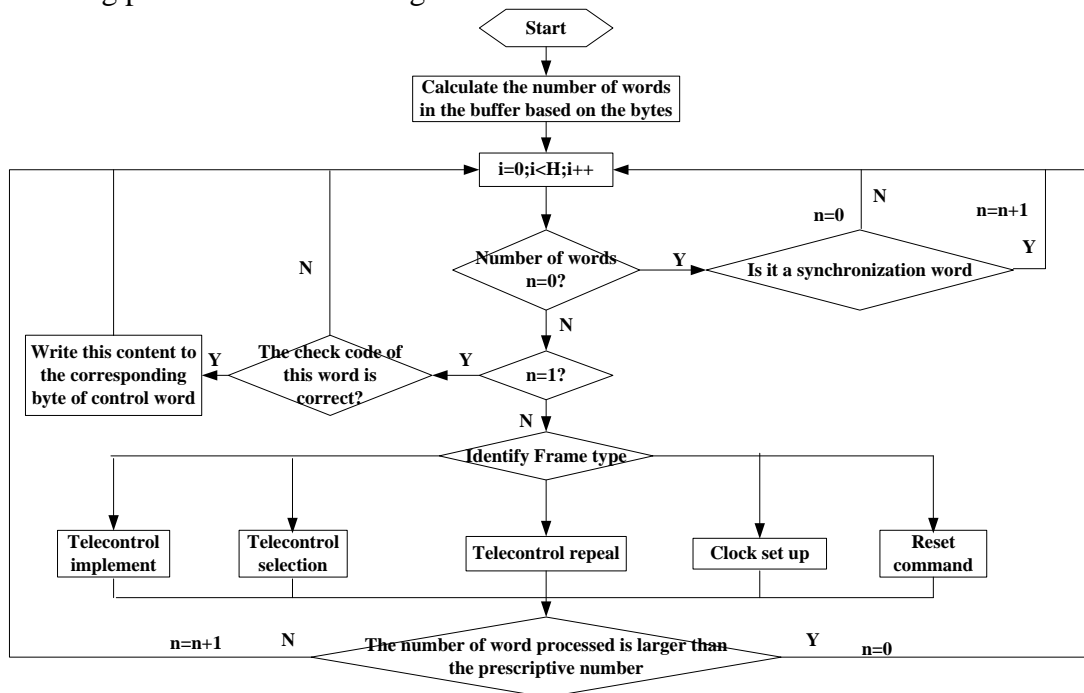 Start
Calculate the number of words
in the buffer based on the bytes
i=0;i<H;i++
N
n=0
n=n+1
Number of words
n=0?
Y
Is it a synchronization word
Y
N
N
Write this content to
the corresponding
byte of control word
Y
The check code of
this word is
correct?
Y
n=1?
N
Identify Frame type
Telecontrol
implement
Telecontrol
selection
Telecontrol repeal
Clock set up
Reset
command
n=n+1
N
The number of word processed is larger than
the prescriptive number
Y
n=0